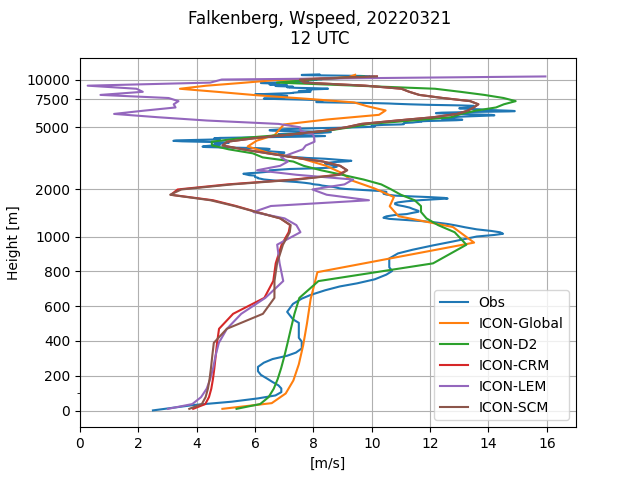 Falkenberg, Wspeed, 20220321
12 UTC
10000
7500
5000
2000
1000
800
600
400
200
0
Height [m]
Obs
ICON-Global
ICON-D2
ICON-CRM
ICON-LEM
ICON-SCM
0 2 4 6 8 10 12 14 16
[m/s]